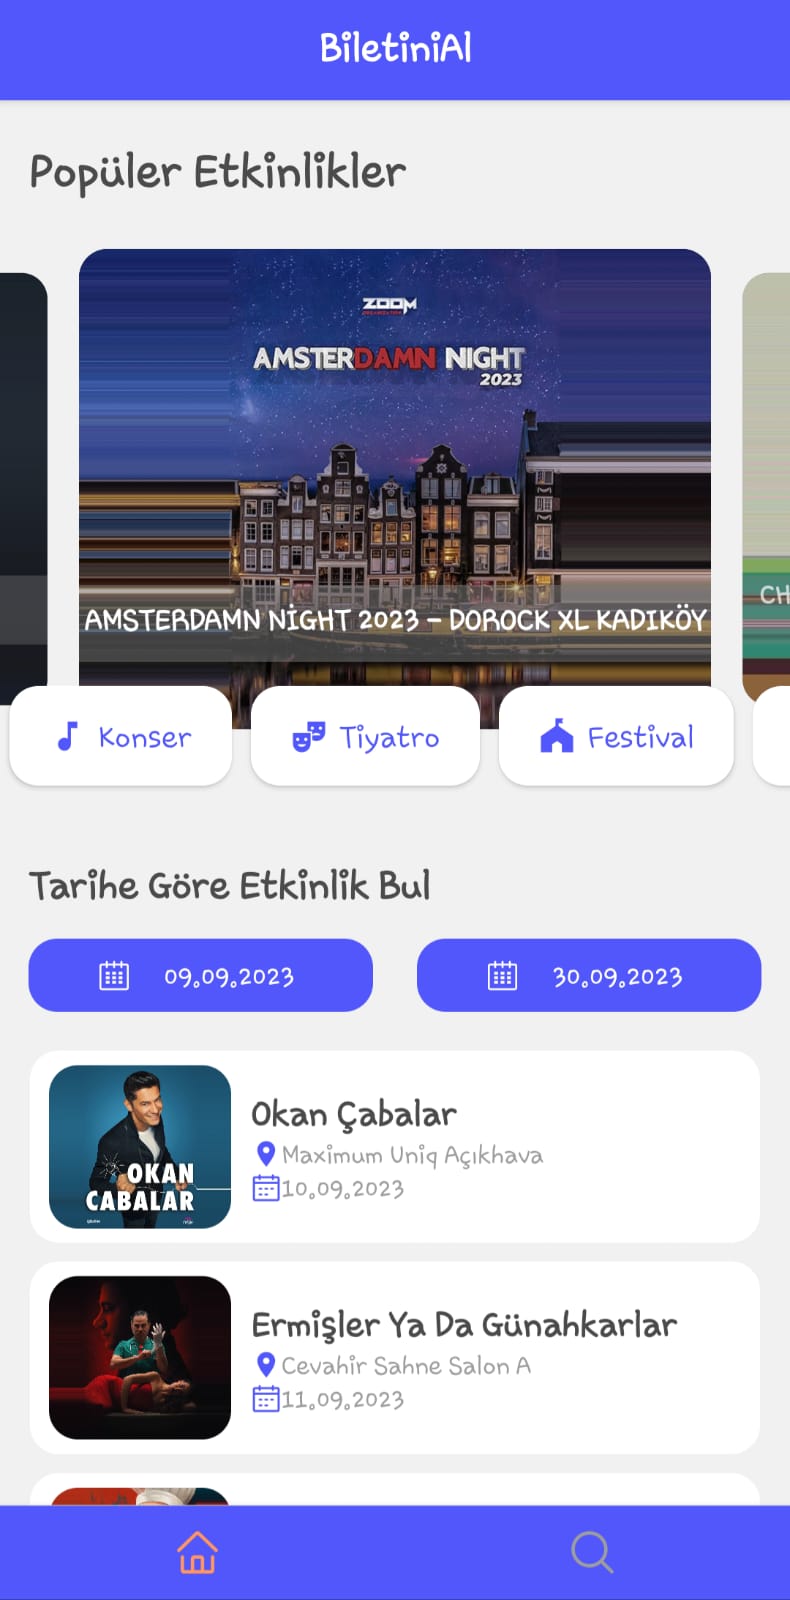 BiletiniAl
Popüler Etkinlikler
ZOOM
AMSTERDAMN NIGHT
2023
AMSTERDAMN NİGHT 2023 - DOROCK XL KADIKÖY
CH
Konser
Tiyatro
Festival
Tarihe Göre Etkinlik Bul
09.09.2023
30.09.2023
OKAN
CABALAR
Okan Çabalar
Maximum Uniq Açıkhava
10.09.2023
Ermişler Ya Da Günahkarlar
Cevahir Sahne Salon A
11.09.2023